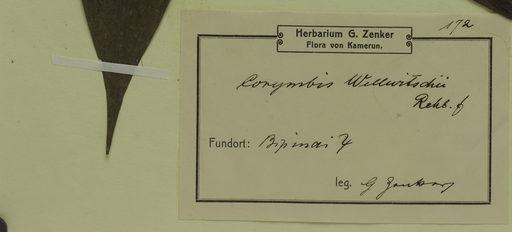 172
Herbarium G. Zenker
Flora von Kamerun.
Corymbis Welwitschii
Rchb. f
Fundort: Bipindi
leg. G Zenker